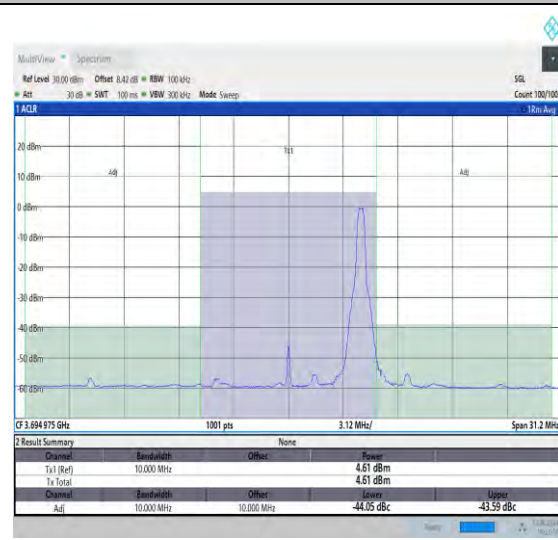 MultiView Spectrum
Ref Level 30.00 dBm Offset 8.42 dB RBW 100 kHz SGL
Att 30 dB SWT 100 ms VBW 300 kHz Mode Sweep Count 100/100
1 ACLR 1Rm Avg
Tx1
20 dBm
Adj Adj
10 dBm
0 dBm
-10 dBm
-20 dBm
-30 dBm
-40 dBm
-50 dBm
-60 dBm
CF 3.694 975 GHz 1001 pts 3.12 MHz/ Span 31.2 MHz
2 Result Summary None
Channel Bandwidth Offset Power
Tx1 (Ref) 10.000 MHz 4.61 dBm
Tx Total 4.61 dBm
Channel Bandwidth Offset Lower Upper
Adj 10.000 MHz 10.000 MHz -44.05 dBc -43.59 dBc
Ready